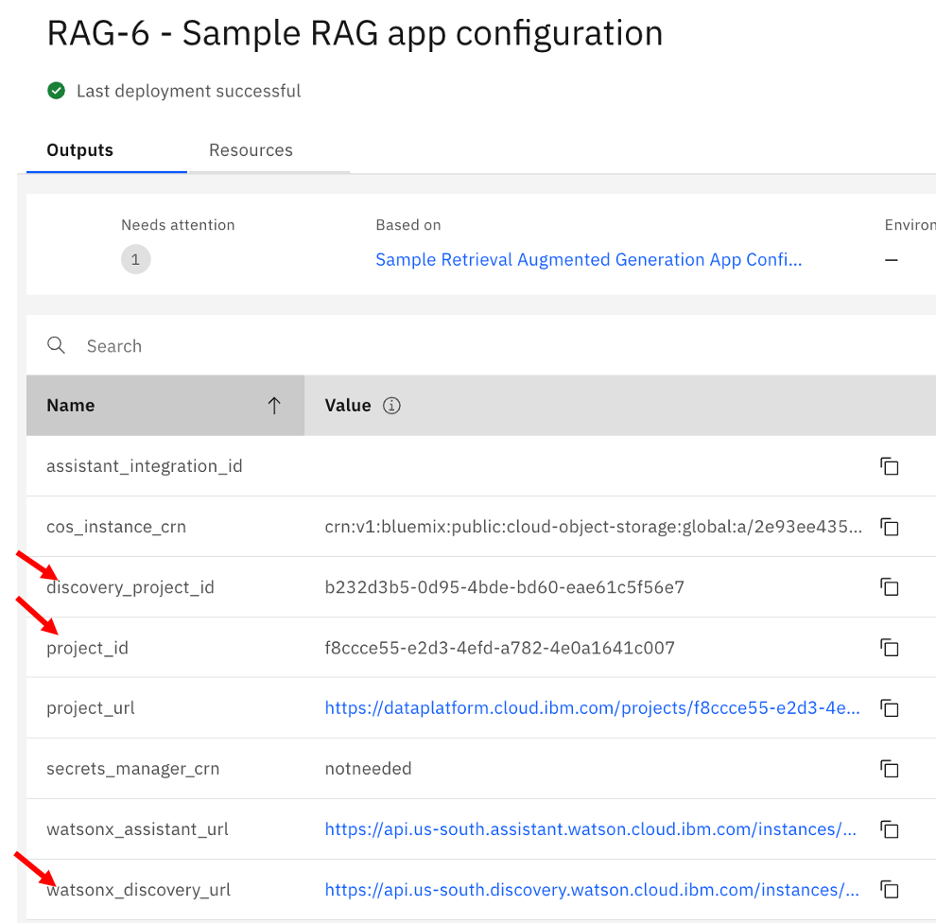 RAG-6 - Sample RAG app configuration
Last deployment successful
Outputs Resources
Needs attention Based on Environ
1 Sample Retrieval Augmented Generation App Confi... –
Search
Name Value
assistant_integration_id
cos_instance_crn crn:v1:bluemix:public:cloud-object-storage:global:a/2e93ee435...
discovery_project_id b232d3b5-0d95-4bde-bd60-eae61c5f56e7
project_id f8ccce55-e2d3-4efd-a782-4e0a1641c007
project_url https://dataplatform.cloud.ibm.com/projects/f8ccce55-e2d3-4e...
secrets_manager_crn notneeded
watsonx_assistant_url https://api.us-south.assistant.watson.cloud.ibm.com/instances/...
watsonx_discovery_url https://api.us-south.discovery.watson.cloud.ibm.com/instances/...